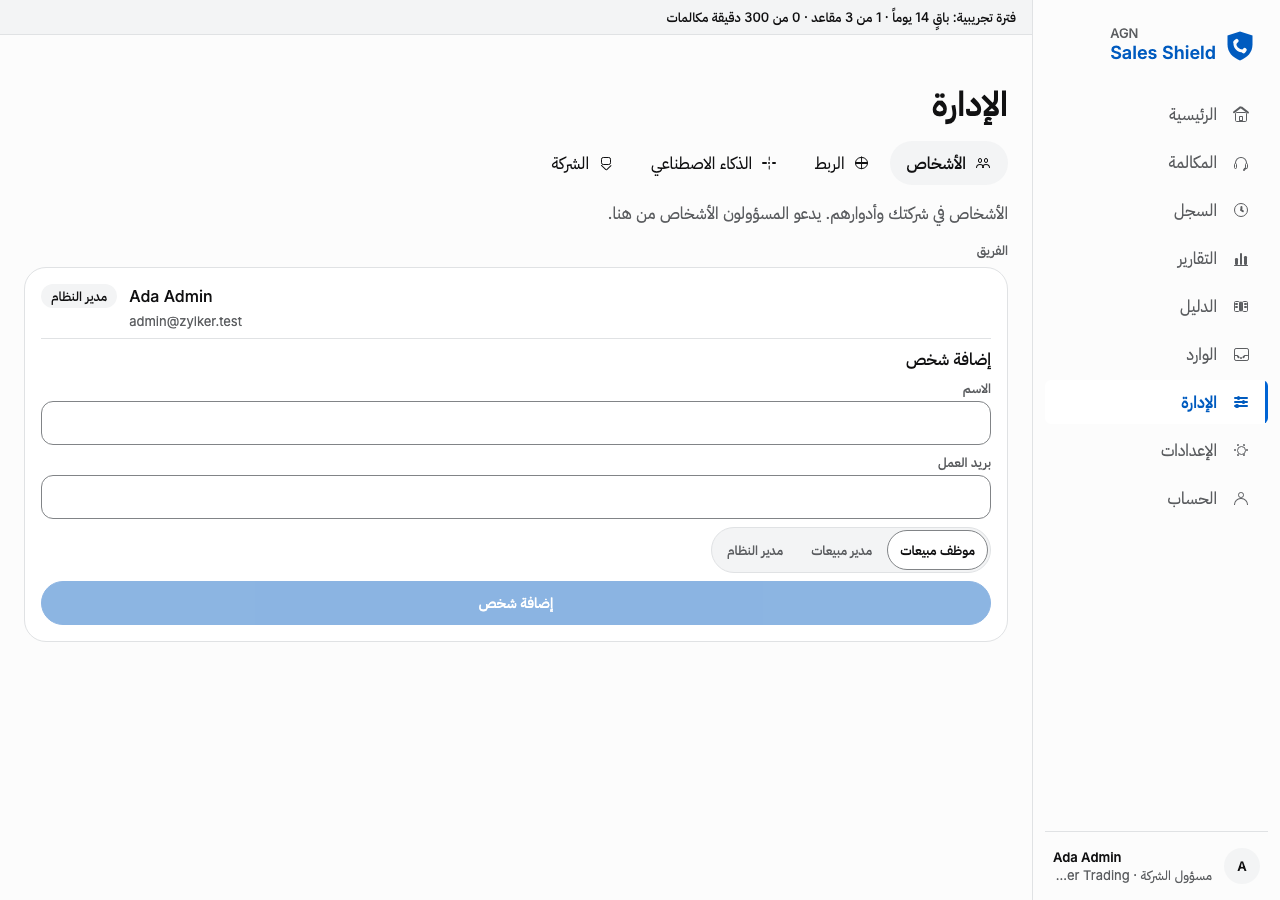 فترة تجريبية: باقٍ 14 يوماً · 1 من 3 مقاعد · 0 من 300 دقيقة مكالمات
AGN
Sales Shield
الرئيسية
المكالمة
السجل
التقارير
الدليل
الوارد
الإدارة
الإعدادات
الحساب
Ada Admin
مسؤول الشركة · er Trading...
A
الإدارة
الأشخاص
الربط
الذكاء الاصطناعي
الشركة
الأشخاص في شركتك وأدوارهم. يدعو المسؤولون الأشخاص من هنا.
الفريق
Ada Admin
مدير النظام
admin@zylker.test
إضافة شخص
الاسم
بريد العمل
موظف مبيعات
مدير مبيعات
مدير النظام
إضافة شخص